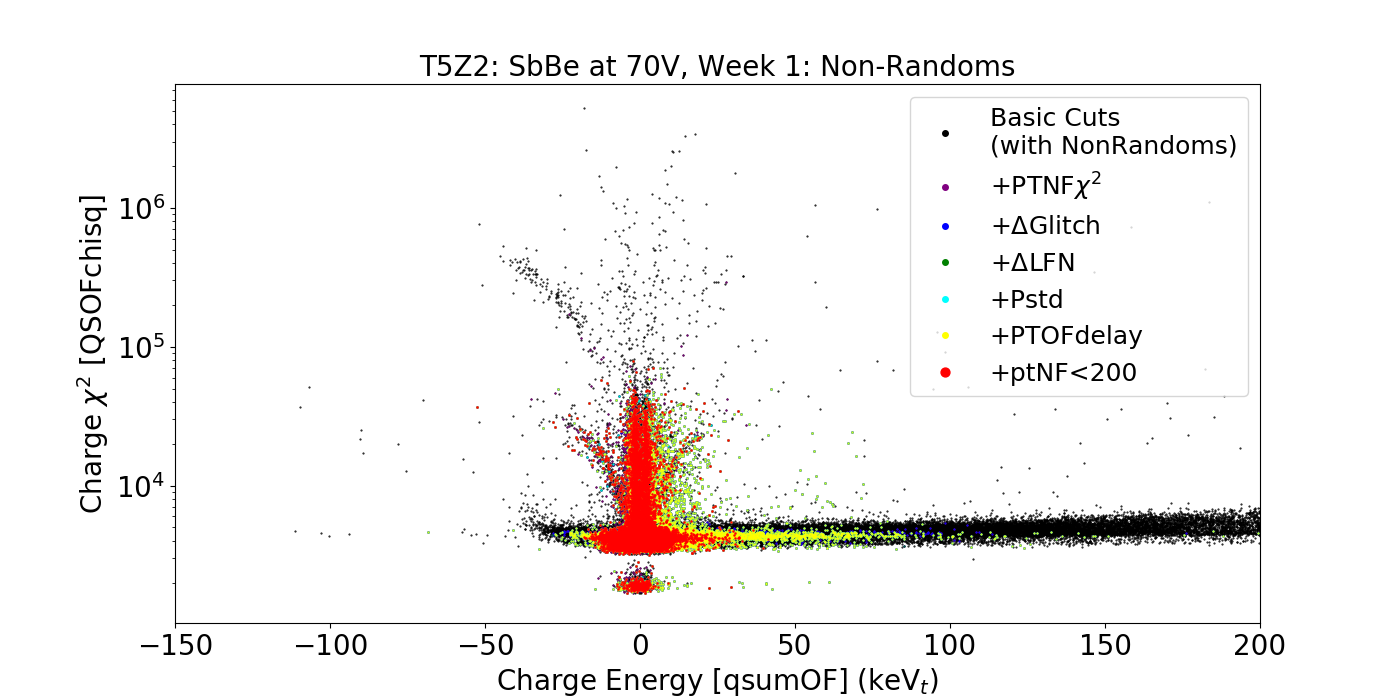 T5Z2: SbBe at 70V, Week 1: Non-Randoms
Charge χ² [QSOFchisq]
10⁶
10⁵
10⁴
Basic Cuts
(with NonRandoms)
+PTNFχ²
+ΔGlitch
+ΔLFN
+Pstd
+PTOFdelay
+ptNF<200
−150 −100 −50 0 50 100 150 200
Charge Energy [qsumOF] (keVₜ)